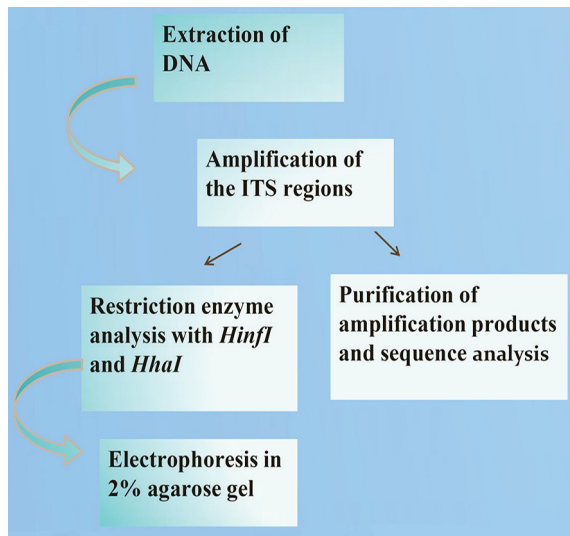 Extraction of
DNA
Amplification of
the ITS regions
Restriction enzyme
analysis with HinfI
and HhaI
Purification of
amplification products
and sequence analysis
Electrophoresis in
2% agarose gel